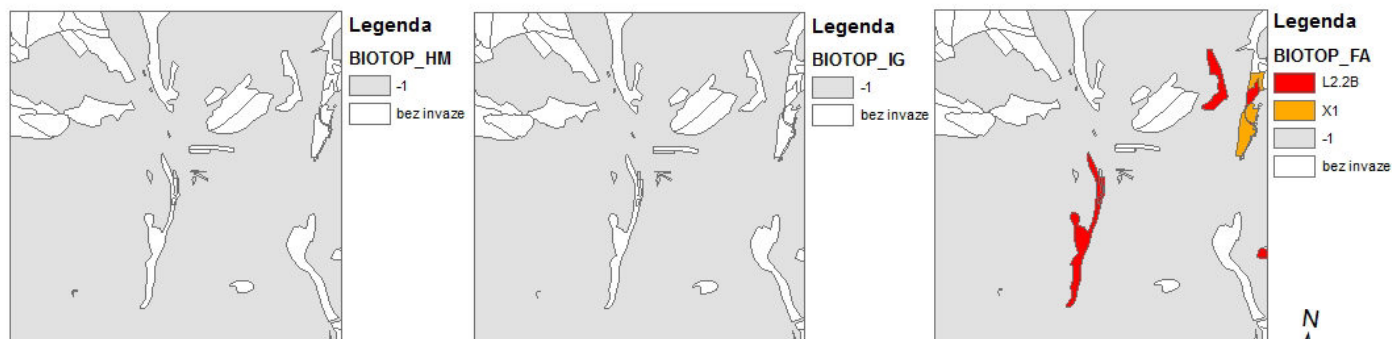 Legenda
BIOTOP_HM
-1
bez invaze
Legenda
BIOTOP_IG
-1
bez invaze
Legenda
BIOTOP_FA
L2.2B
X1
-1
bez invaze
N